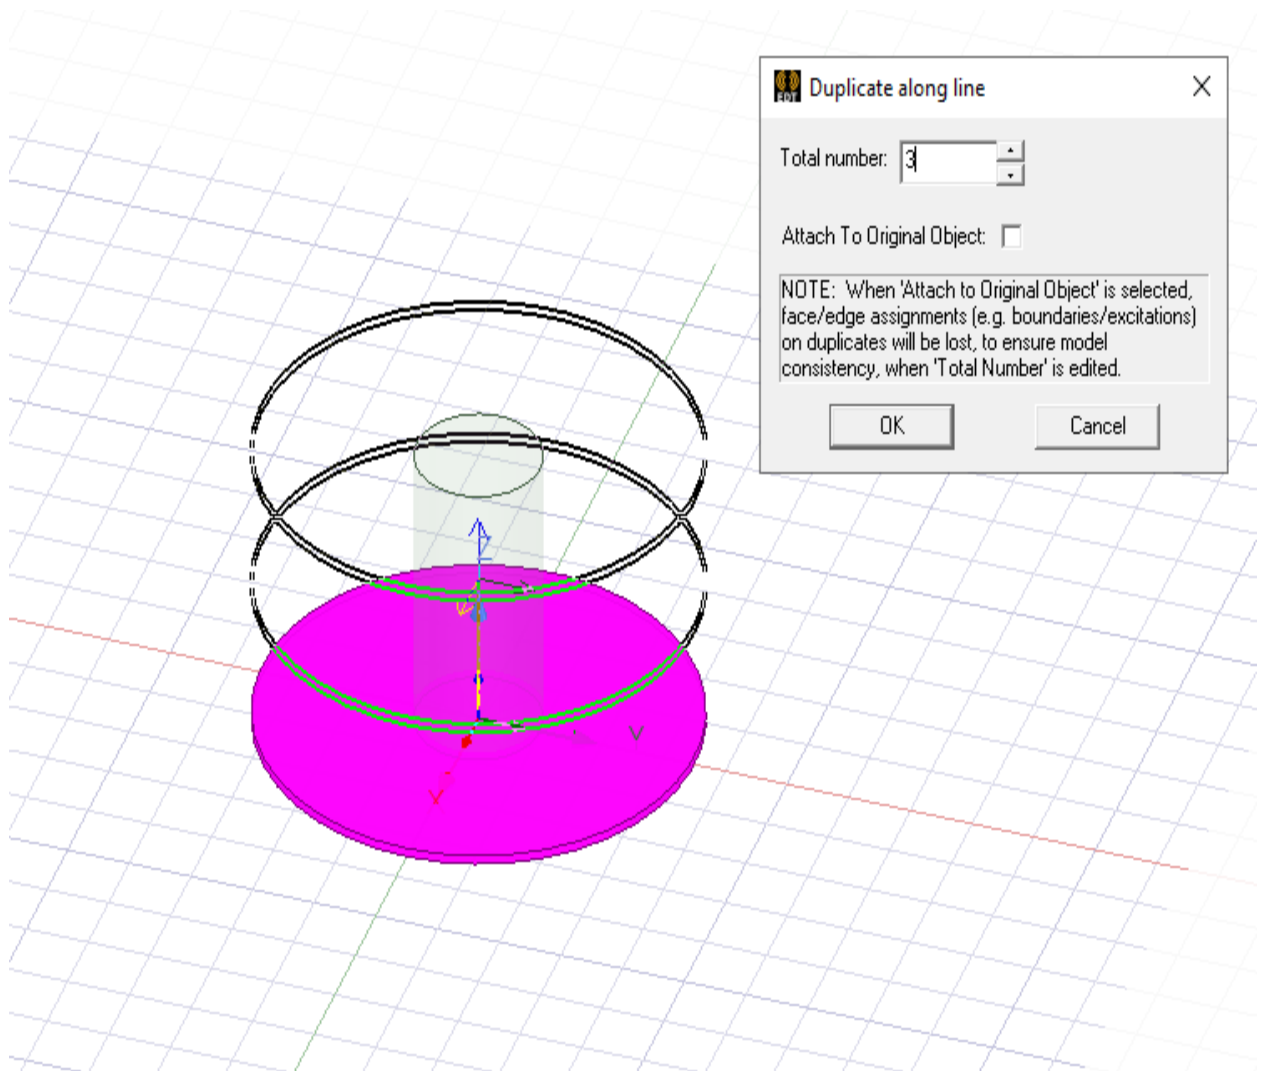 EDT
Duplicate along line
Total number: 3
Attach To Original Object:
NOTE: When 'Attach to Original Object' is selected,
face/edge assignments (e.g. boundaries/excitations)
on duplicates will be lost, to ensure model
consistency, when 'Total Number' is edited.
OK Cancel
Z